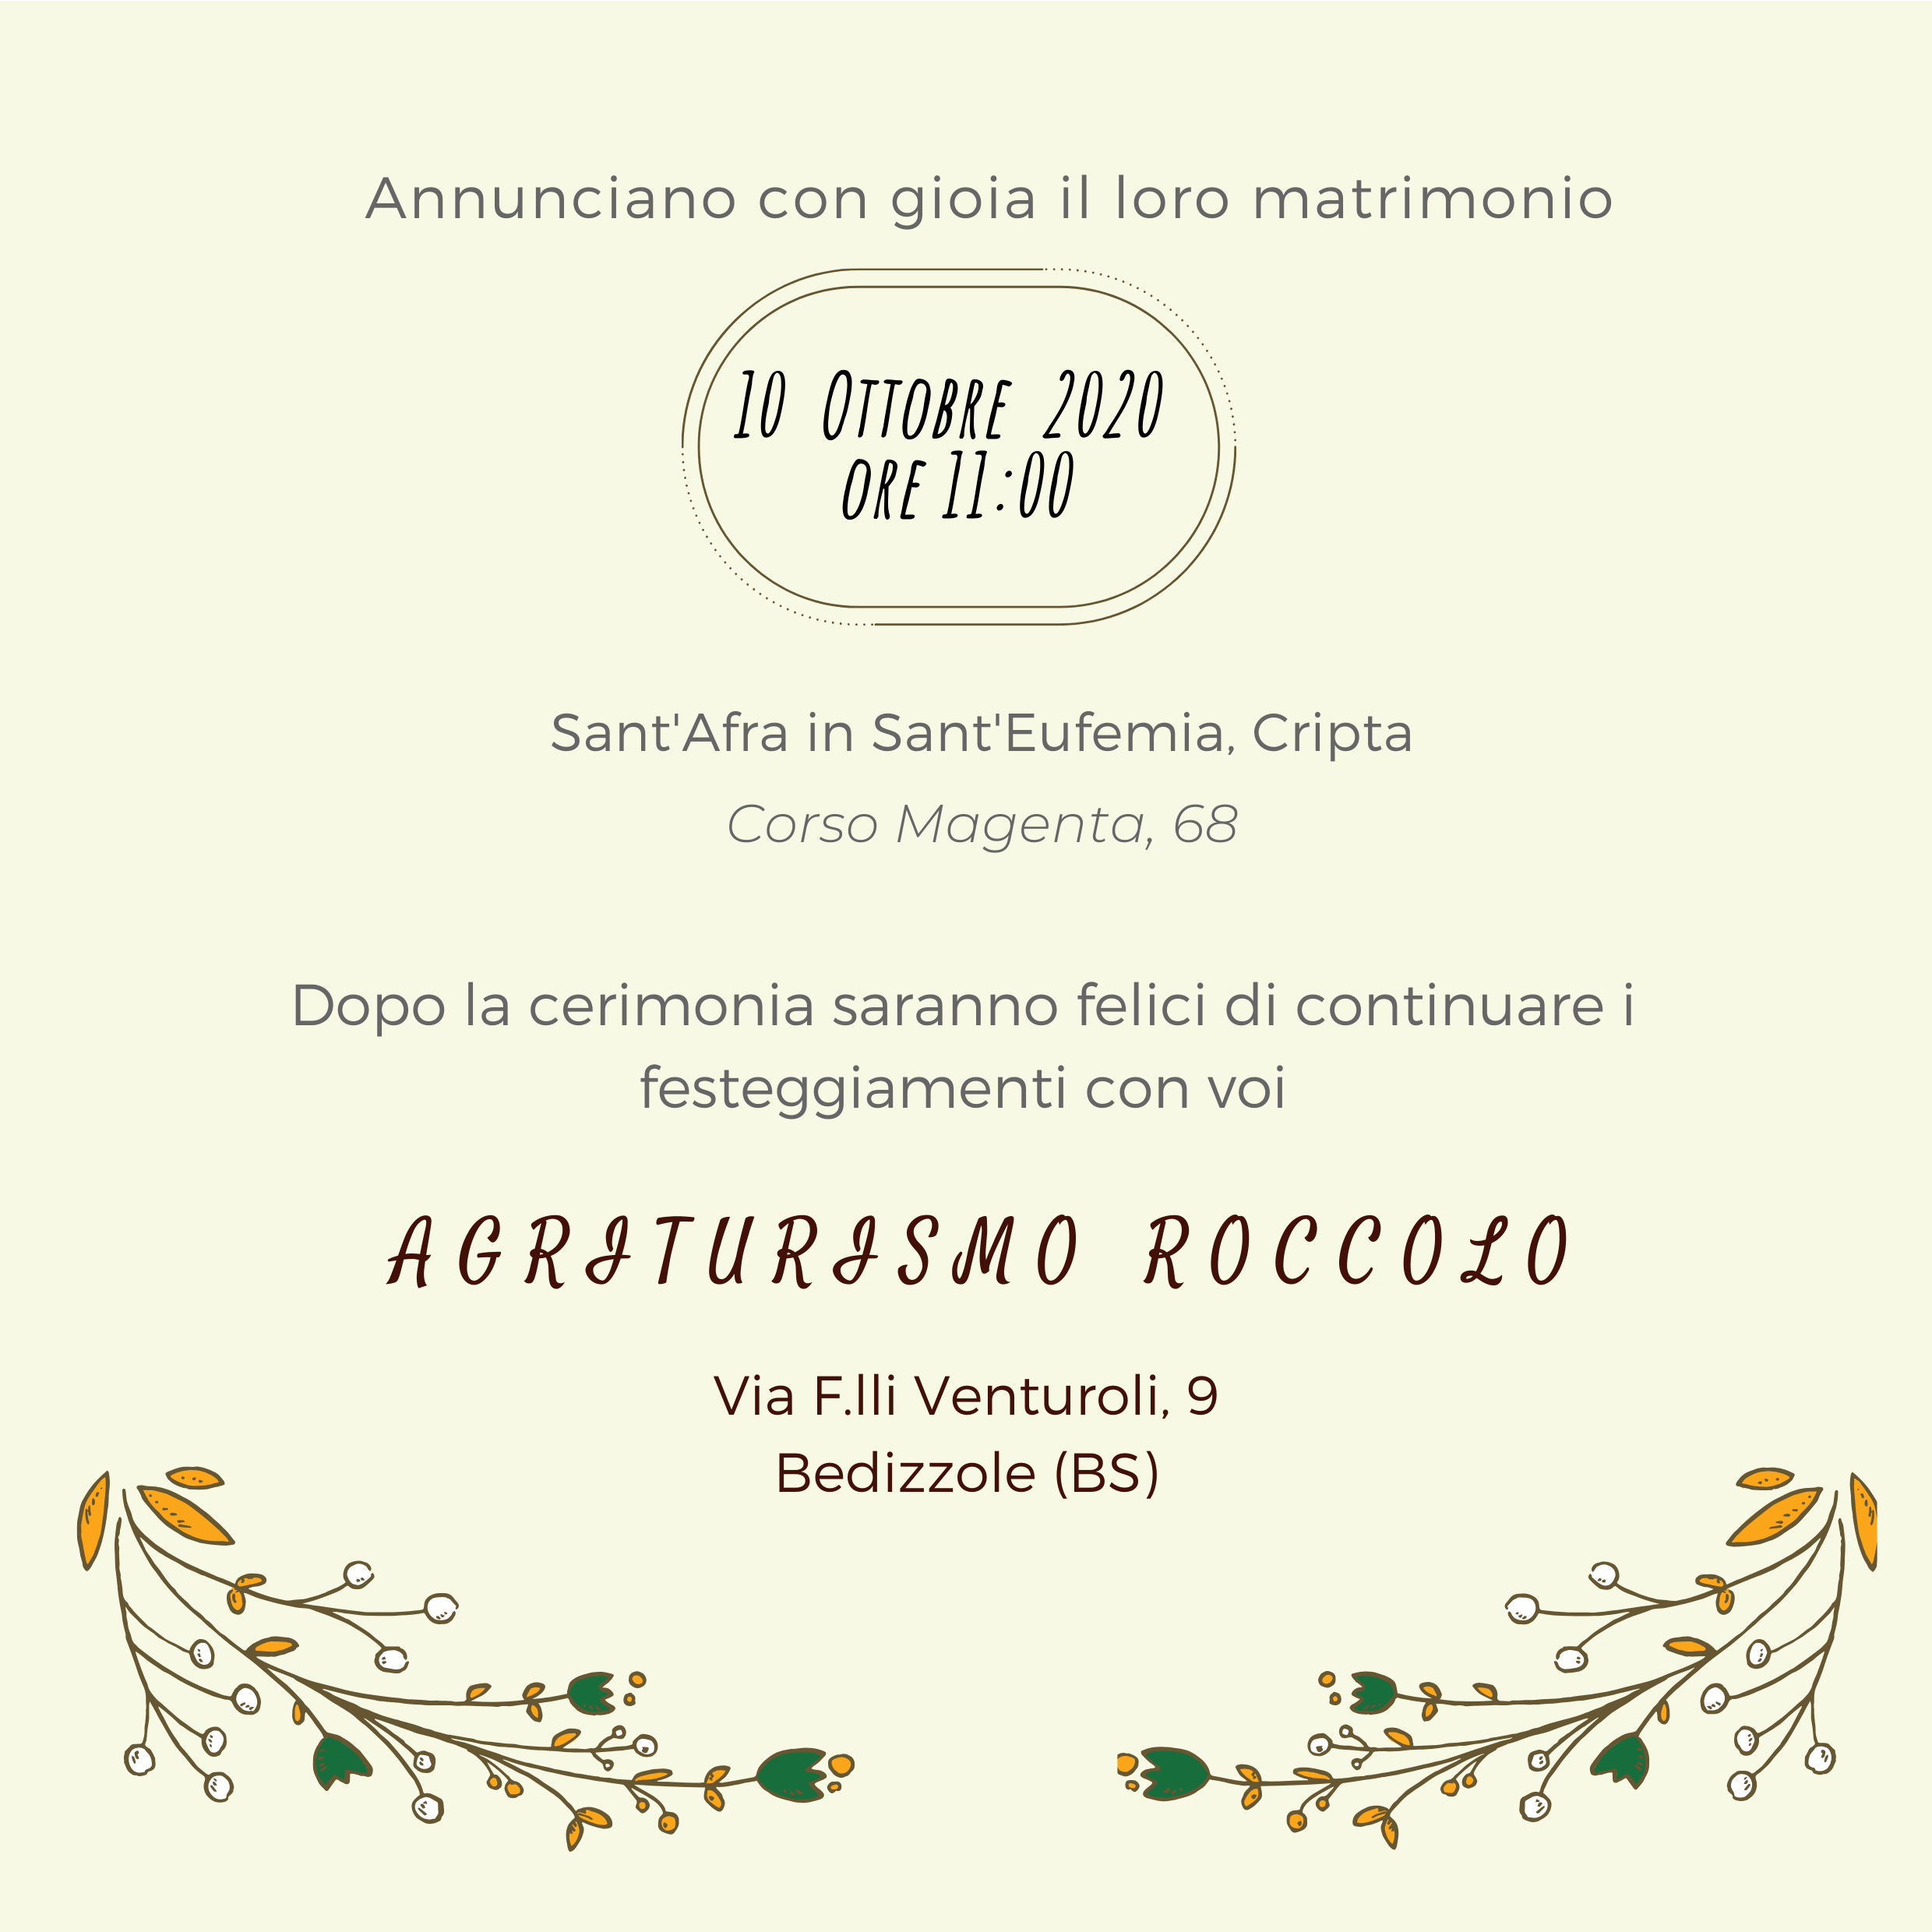 Annunciano con gioia il loro matrimonio
10 Ottobre 2020
ore 11:00
Sant'Afra in Sant'Eufemia, Cripta
Corso Magenta, 68
Dopo la cerimonia saranno felici di continuare i
festeggiamenti con voi
AGRITURISMO ROCCOLO
Via F.lli Venturoli, 9
Bedizzole (BS)